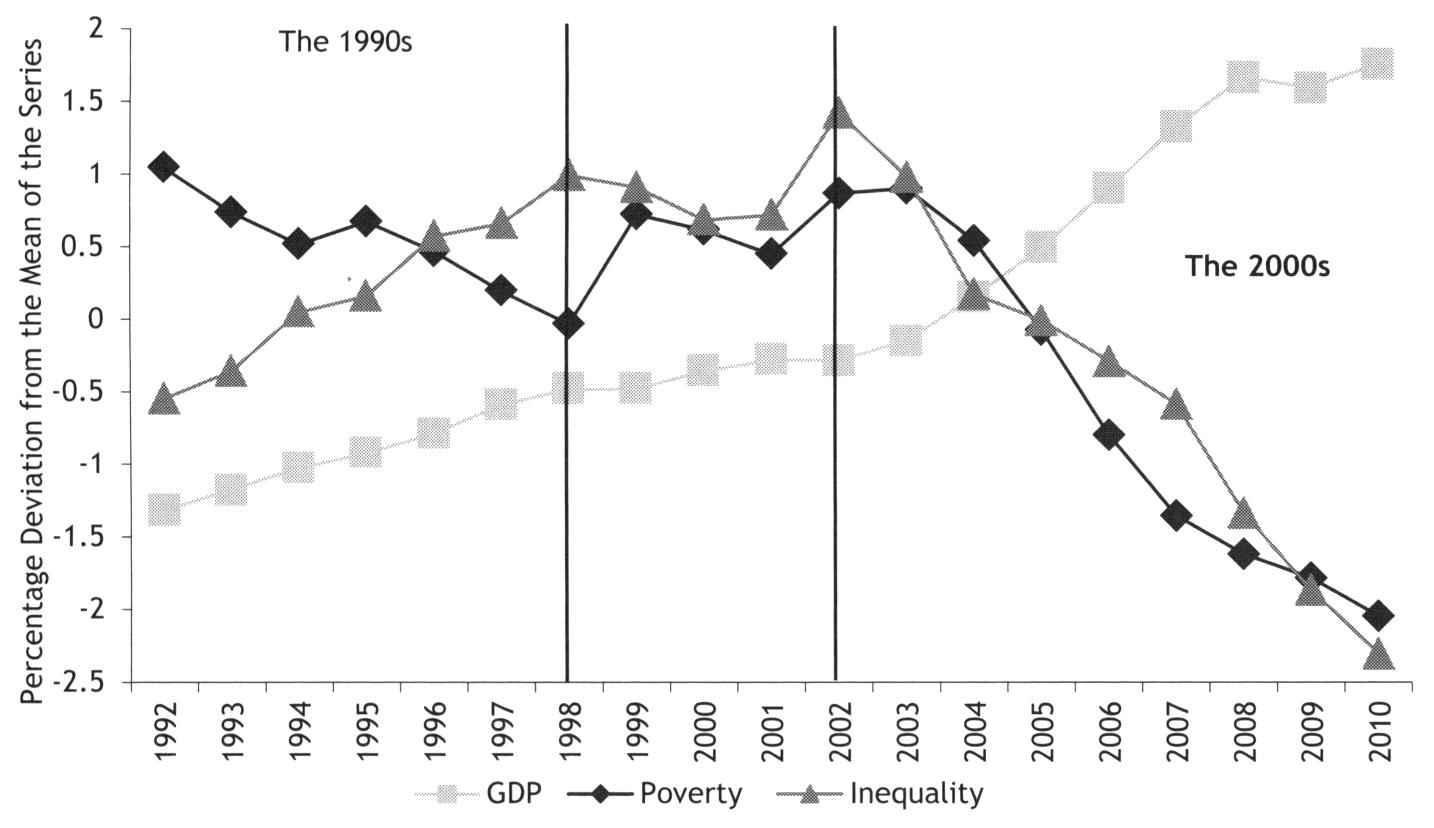 Percentage Deviation from the Mean of the Series
2
1.5
1
0.5
0
-0.5
-1
-1.5
-2
-2.5
The 1990s
The 2000s
1992 1993 1994 1995 1996 1997 1998 1999 2000 2001 2002 2003 2004 2005 2006 2007 2008 2009 2010
GDP Poverty Inequality